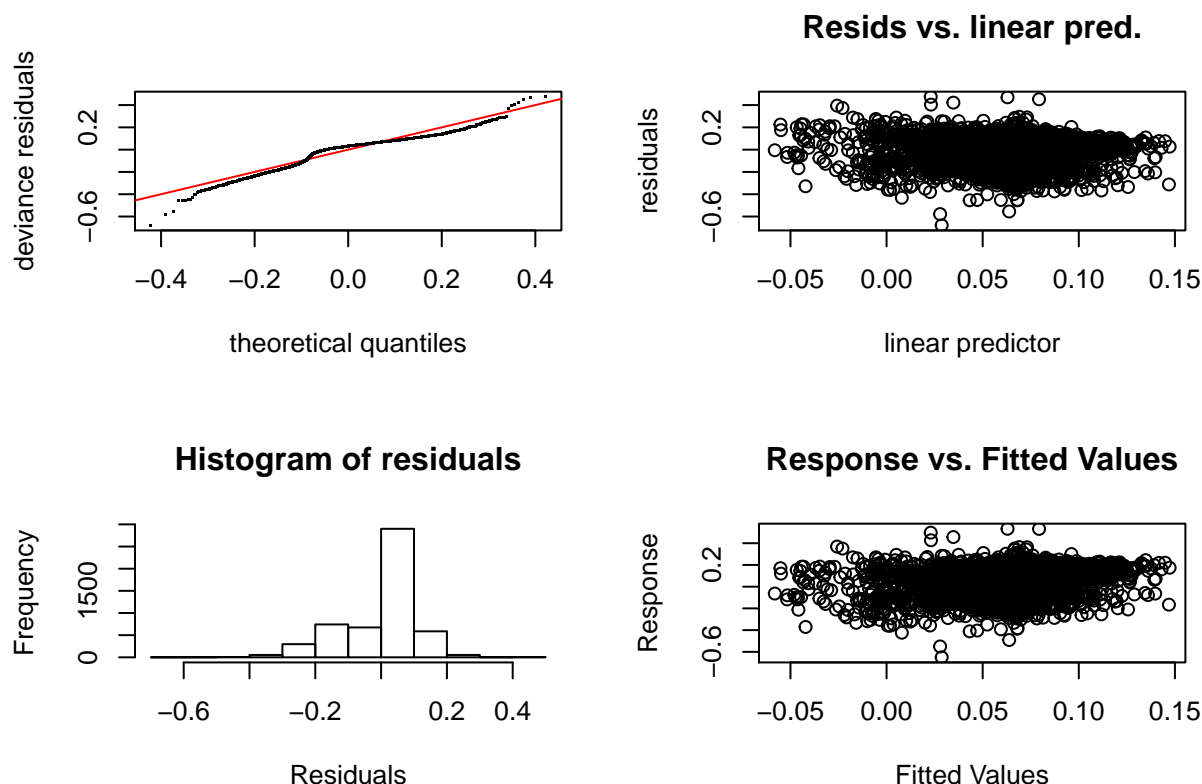 deviance residuals
0.2
−0.6
−0.4 −0.2 0.0 0.2 0.4
theoretical quantiles
Resids vs. linear pred.
residuals
0.2
−0.6
−0.05 0.00 0.05 0.10 0.15
linear predictor
Histogram of residuals
Frequency
1500
0
−0.6 −0.2 0.2 0.4
Residuals
Response vs. Fitted Values
Response
0.2
−0.6
−0.05 0.00 0.05 0.10 0.15
Fitted Values